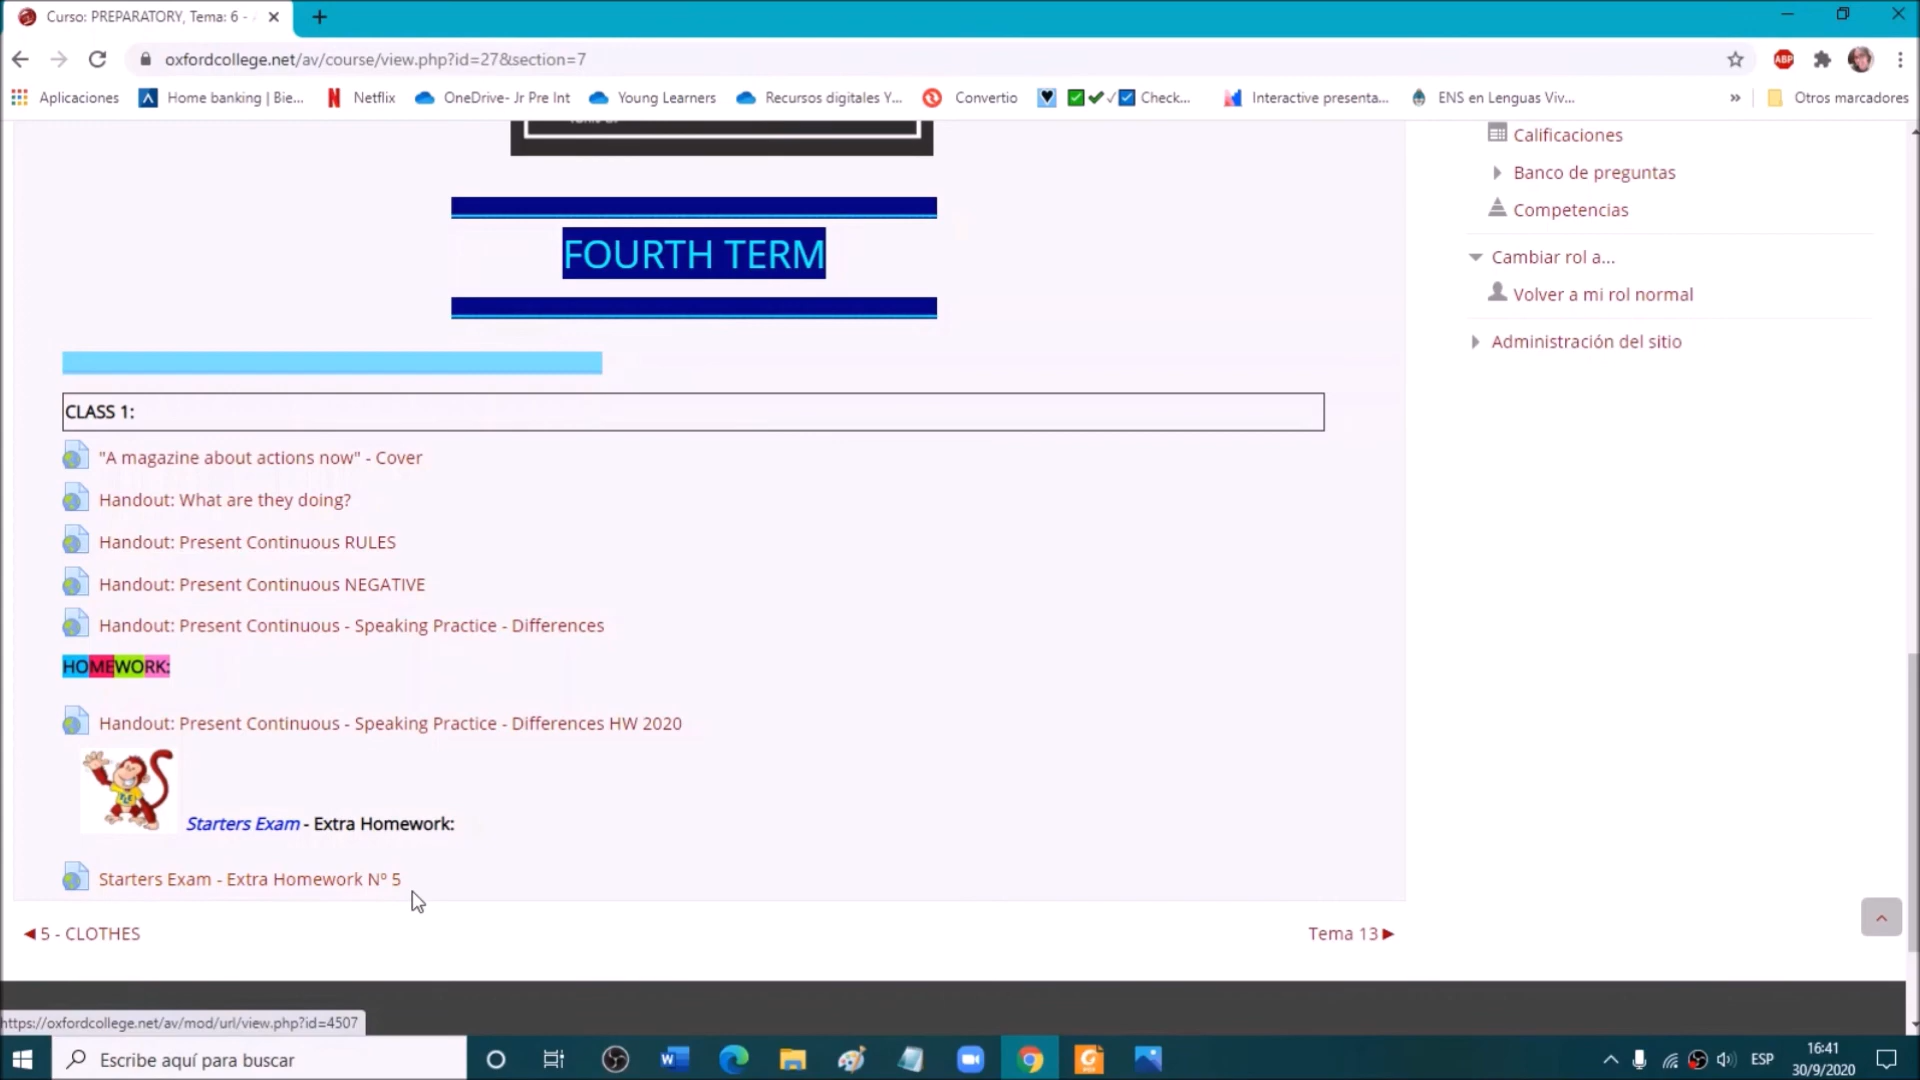 Curso: PREPARATORY, Tema: 6 -
oxfordcollege.net/av/course/view.php?id=27&section=7
ABP
Aplicaciones
Home banking | Bie...
Netflix
OneDrive- Jr Pre Int
Young Learners
Recursos digitales Y...
Convertio
Check...
Interactive presenta...
ENS en Lenguas Viv...
»
Otros marcadores
Calificaciones
Banco de preguntas
Competencias
Cambiar rol a...
Volver a mi rol normal
Administración del sitio
FOURTH TERM
CLASS 1:
"A magazine about actions now" - Cover
Handout: What are they doing?
Handout: Present Continuous RULES
Handout: Present Continuous NEGATIVE
Handout: Present Continuous - Speaking Practice - Differences
HOMEWORK:
Handout: Present Continuous - Speaking Practice - Differences HW 2020
Starters Exam - Extra Homework:
Starters Exam - Extra Homework Nº 5
◀ 5 - CLOTHES
Tema 13 ▶
https://oxfordcollege.net/av/mod/url/view.php?id=4507
Escribe aquí para buscar
ESP
16:41
30/9/2020